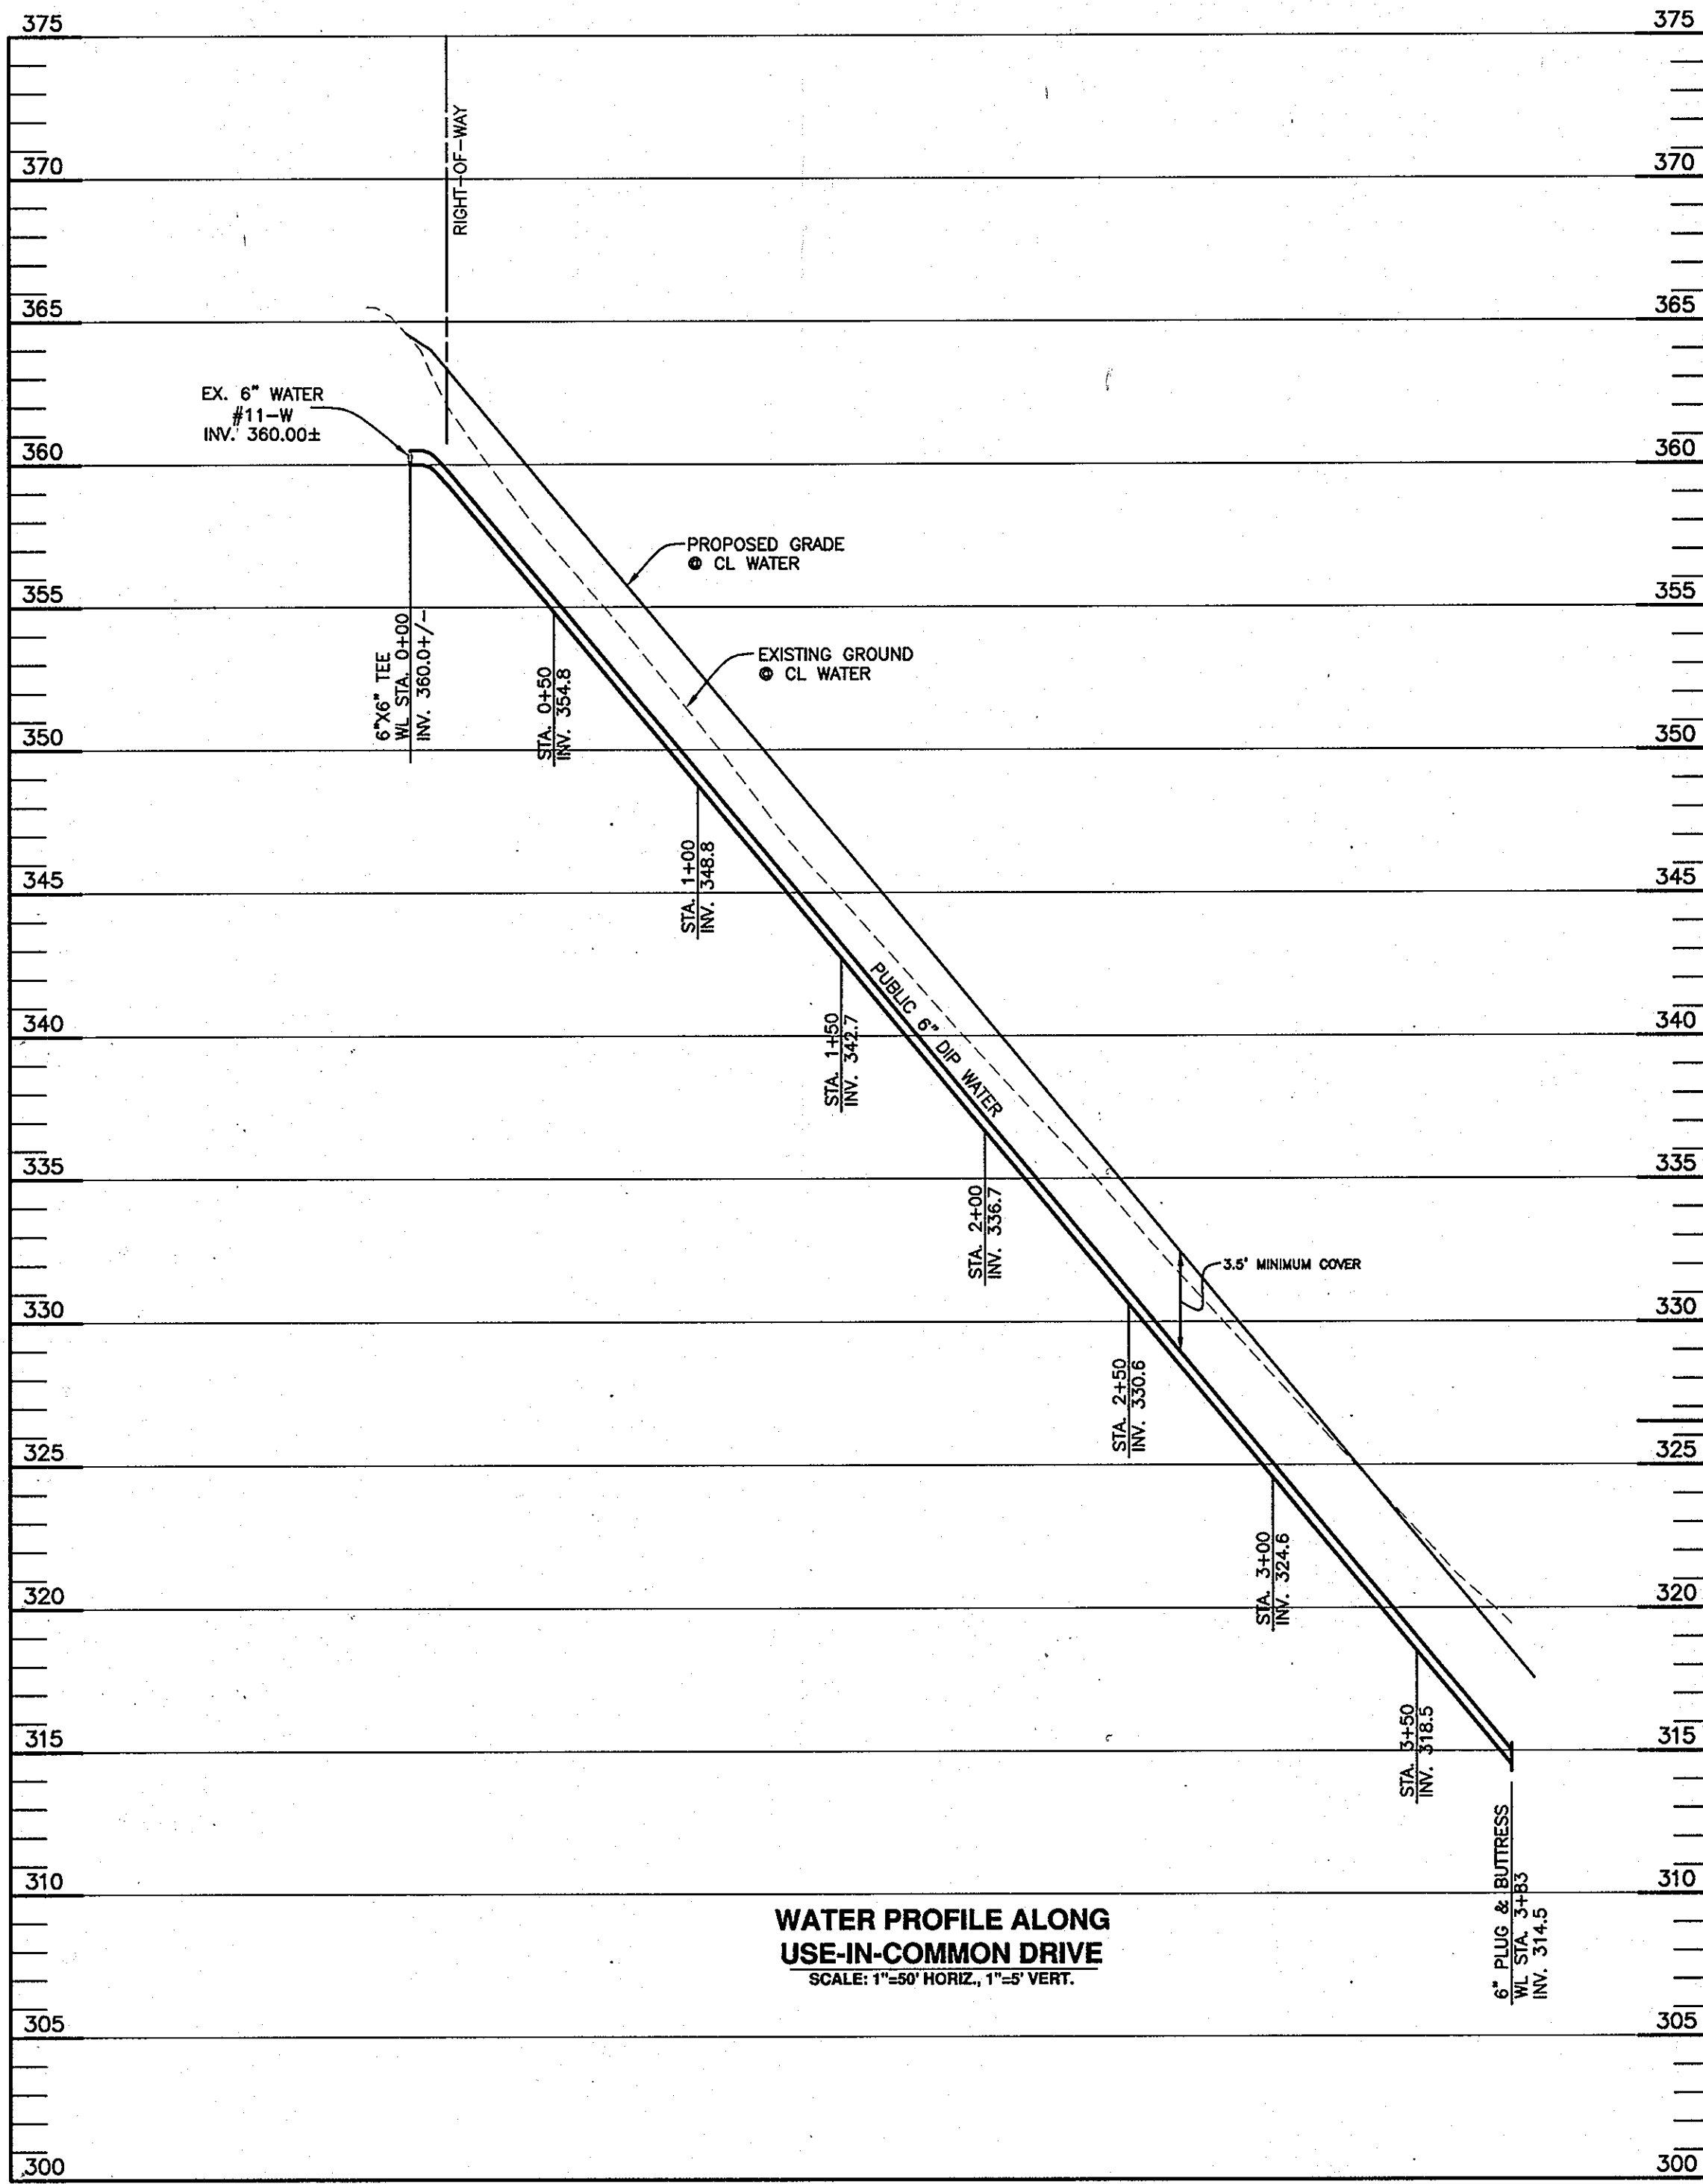 375
375
RIGHT-OF-WAY
370
370
365
365
EX. 6" WATER
#11-W
INV. 360.00±
360
360
PROPOSED GRADE
@ CL WATER
355
355
6"X6" TEE
WL STA. 0+00
INV. 360.0+/-
EXISTING GROUND
@ CL WATER
STA. 0+50
INV. 354.8
350
350
STA. 1+00
INV. 348.8
345
345
STA. 1+50
INV. 342.7
PUBLIC 6" DIP WATER
340
340
335
335
STA. 2+00
INV. 336.7
3.5' MINIMUM COVER
330
330
STA. 2+50
INV. 330.6
325
325
STA. 3+00
INV. 324.6
320
320
STA. 3+50
INV. 318.5
315
315
6" PLUG & BUTTRESS
WL STA. 3+83
INV. 314.5
310
310
WATER PROFILE ALONG
USE-IN-COMMON DRIVE
SCALE: 1"=50' HORIZ., 1"=5' VERT.
305
305
300
300